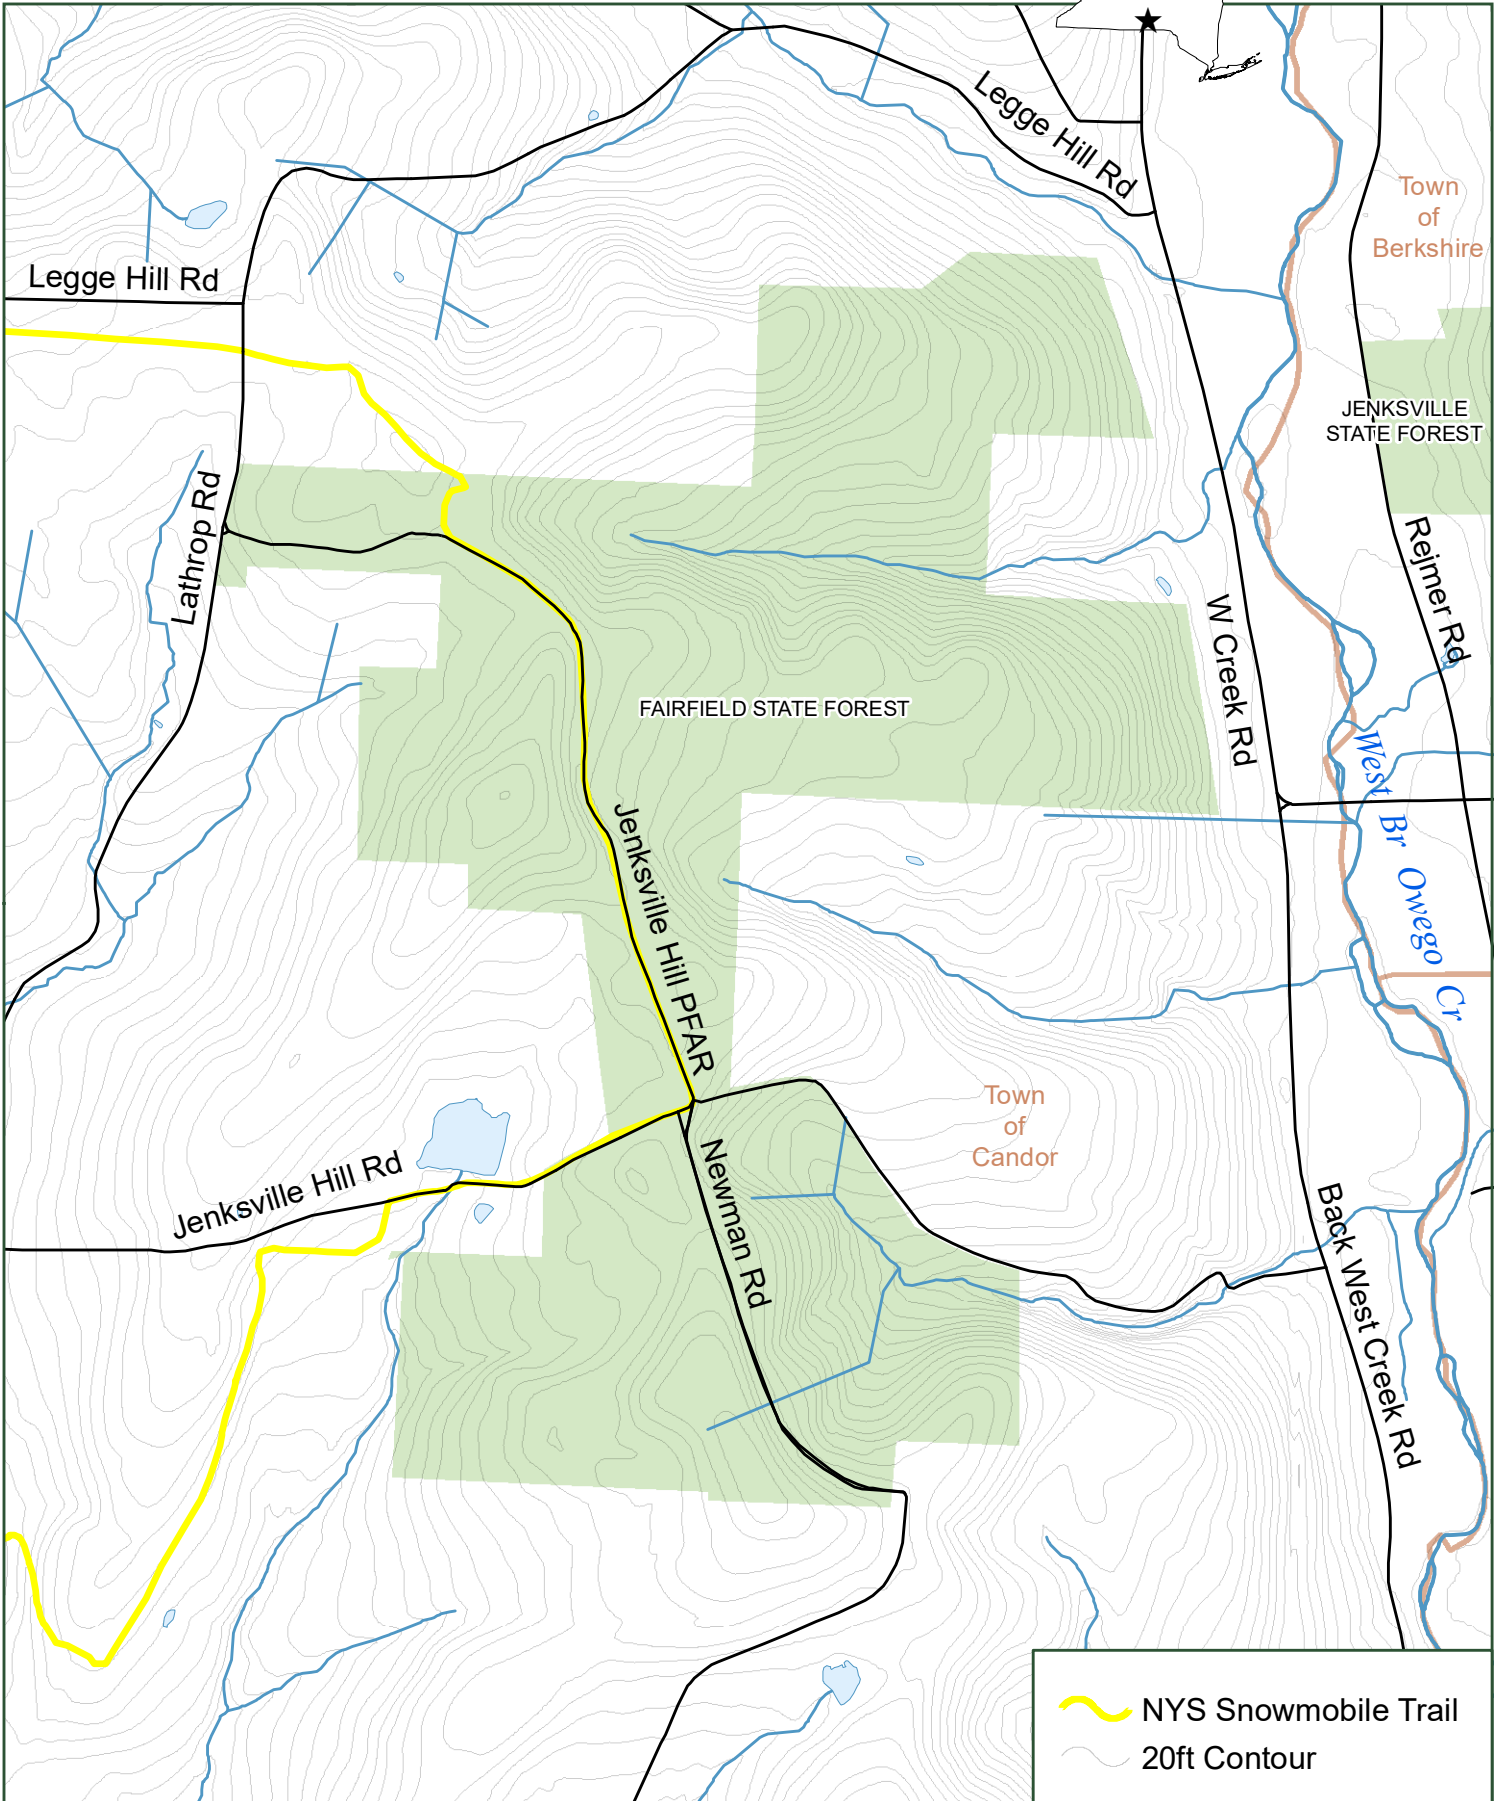 Legge Hill Rd
Town
of
Berkshire
Legge Hill Rd
JENKSVILLE
STATE FOREST
Lathrop Rd
Rejmer Rd
W Creek Rd
FAIRFIELD STATE FOREST
West Br Owego Cr
Jenksville Hill PFAR
Town
of
Candor
Jenksville Hill Rd
Newman Rd
Back West Creek Rd
NYS Snowmobile Trail
20ft Contour